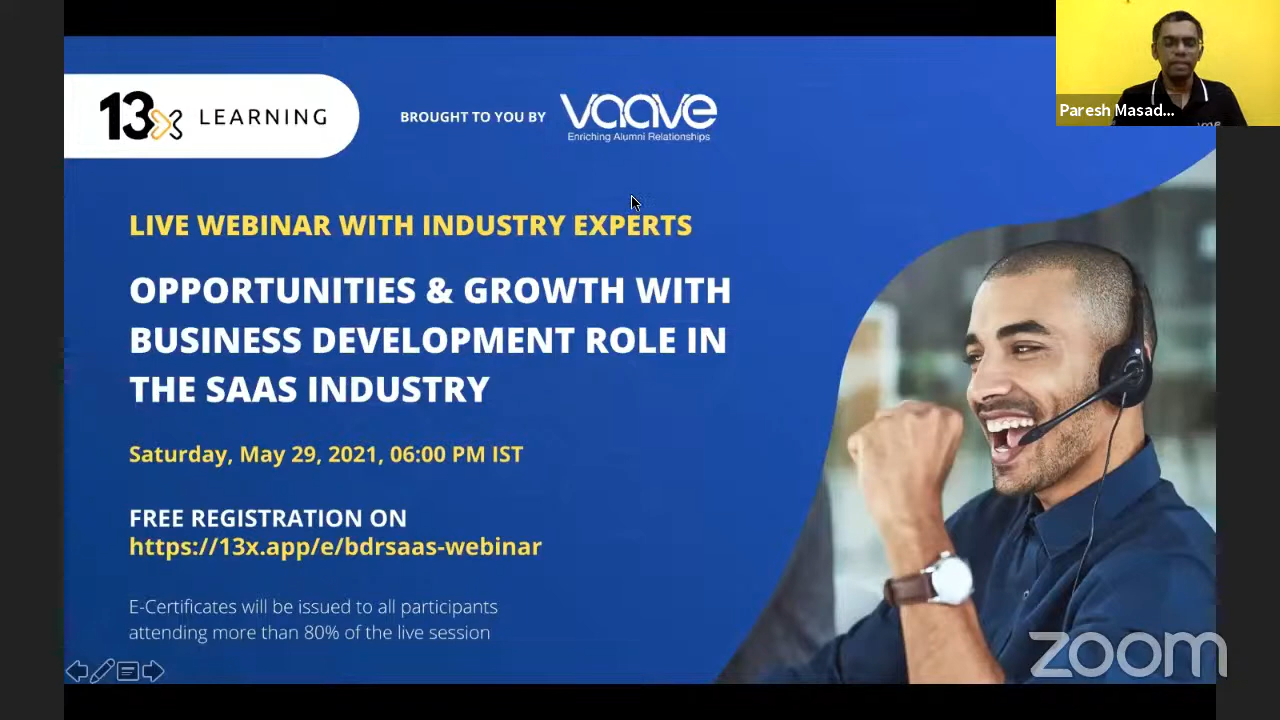 13x LEARNING
BROUGHT TO YOU BY
vaave
Enriching Alumni Relationships
Paresh Masad...
LIVE WEBINAR WITH INDUSTRY EXPERTS
OPPORTUNITIES & GROWTH WITH
BUSINESS DEVELOPMENT ROLE IN
THE SAAS INDUSTRY
Saturday, May 29, 2021, 06:00 PM IST
FREE REGISTRATION ON
https://13x.app/e/bdrsaas-webinar
E-Certificates will be issued to all participants
attending more than 80% of the live session
zoom